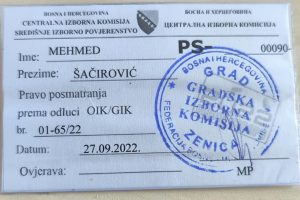 BOSNA I HERCEGOVINA
CENTRALNA IZBORNA KOMISIJA
SREDIŠNJE IZBORNO POVJERENSTVO
БОСНА И ХЕРЦЕГОВИНА
ЦЕНТРАЛНА ИЗБОРНА КОМИСИЈА
Ime: MEHMED
PS- 00090-
Prezime: ŠAČIROVIĆ
Pravo posmatranja
prema odluci OIK/GIK
br. 01-65/22
Datum: 27.09.2022.
Ovjerava: MP
BOSNA I HERCEGOVINA
FEDERACIJA BOSNE
GRAD
GRADSKA
IZBORNA
KOMISIJA
ZENICA